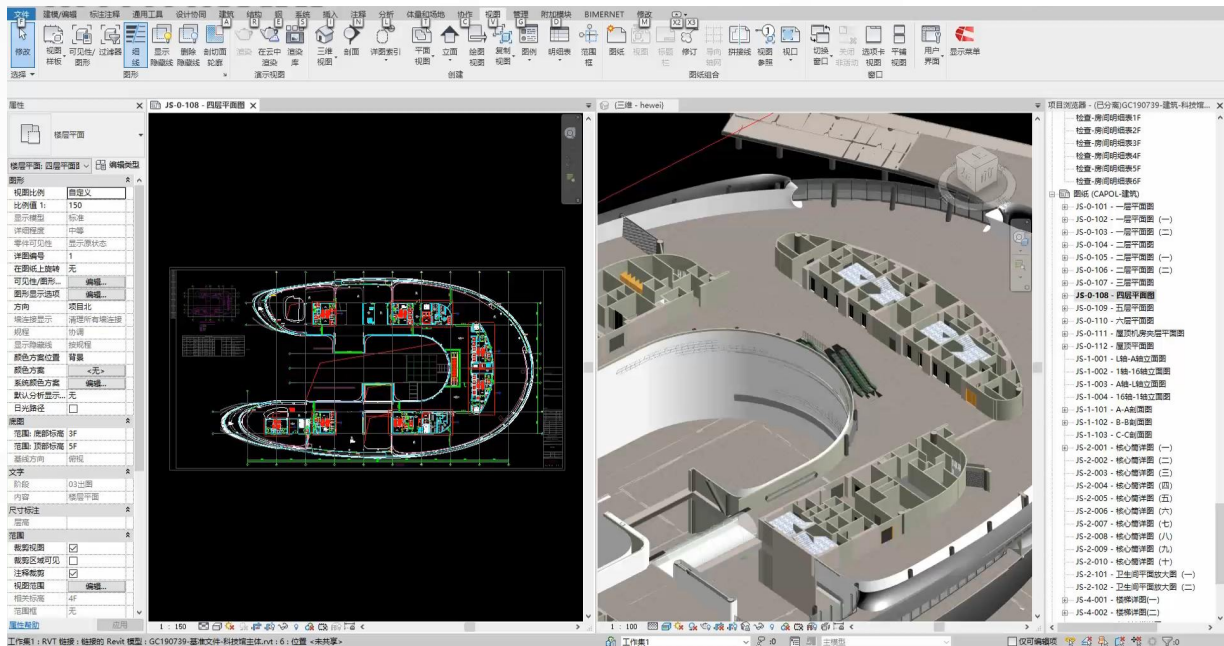 文件 建模/编辑 标注注释 通用工具 设计协同 建筑 结构 钢 系统 插入 注释 分析 体量和场地 协作 视图 管理 附加模块 BIMERNET 修改
修改 视图样板 可见性/图形 过滤器 细线 显示隐藏线 删除隐藏线 剖切面轮廓 渲染 在云中渲染 渲染库 三维视图 剖面 详图索引 平面视图 立面 绘图视图 复制视图 图例 明细表 范围框 图纸 视图 标题栏 修订 导向轴网 拼接线 视图参照 视口 切换窗口 关闭非活动 选项卡视图 平铺视图 用户界面 显示菜单
选择 图形 演示视图 创建 图纸组合 窗口
属性
楼层平面
楼层平面: 四层平面 编辑类型
图形
视图比例 自定义
比例值 1: 150
显示模型 标准
详细程度 中等
零件可见性 显示原状态
详图编号 1
在图纸上旋转 无
可见性/图形... 编辑...
图形显示选项 编辑...
方向 项目北
墙连接显示 清理所有墙连接
规程 协调
显示隐藏线 按规程
颜色方案位置 背景
颜色方案 <无>
系统颜色方案 编辑...
默认分析显示... 无
日光路径
底图
范围: 底部标高 3F
范围: 顶部标高 5F
基线方向 俯视
文字
阶段 03出图
内容 楼层平面
尺寸标注
层高
范围
裁剪视图
裁剪区域可见
注释裁剪
视图范围 编辑...
相关标高 4F
范围框 无
属性帮助 应用
JS-0-108 - 四层平面图
1 : 150
(三维 - hewei)
1 : 100
项目浏览器 - (已分离)GC190739-建筑-科技馆...
检查-房间明细表1F
检查-房间明细表2F
检查-房间明细表3F
检查-房间明细表4F
检查-房间明细表5F
检查-房间明细表6F
图纸 (CAPOL-建筑)
JS-0-101 - 一层平面图
JS-0-102 - 一层平面图 (一)
JS-0-103 - 一层平面图 (二)
JS-0-104 - 二层平面图
JS-0-105 - 二层平面图 (一)
JS-0-106 - 二层平面图 (二)
JS-0-107 - 三层平面图
JS-0-108 - 四层平面图
JS-0-109 - 五层平面图
JS-0-110 - 六层平面图
JS-0-111 - 屋顶机房夹层平面图
JS-0-112 - 屋顶平面图
JS-1-001 - L轴-A轴立面图
JS-1-002 - 1轴-16轴立面图
JS-1-003 - A轴-L轴立面图
JS-1-004 - 16轴-1轴立面图
JS-1-101 - A-A剖面图
JS-1-102 - B-B剖面图
JS-1-103 - C-C剖面图
JS-2-001 - 核心筒详图 (一)
JS-2-002 - 核心筒详图 (二)
JS-2-003 - 核心筒详图 (三)
JS-2-004 - 核心筒详图 (四)
JS-2-005 - 核心筒详图 (五)
JS-2-006 - 核心筒详图 (六)
JS-2-007 - 核心筒详图 (七)
JS-2-008 - 核心筒详图 (八)
JS-2-009 - 核心筒详图 (九)
JS-2-010 - 核心筒详图 (十)
JS-2-101 - 卫生间平面放大图 (一)
JS-2-102 - 卫生间平面放大图 (二)
JS-4-001 - 楼梯详图(一)
JS-4-002 - 楼梯详图(二)
工作集1 : RVT 链接 : 链接的 Revit 模型 : GC190739-基准文件-科技馆主体.rvt : 6 : 位置 <未共享> 工作集1 :0 主模型 仅可编辑项 :0